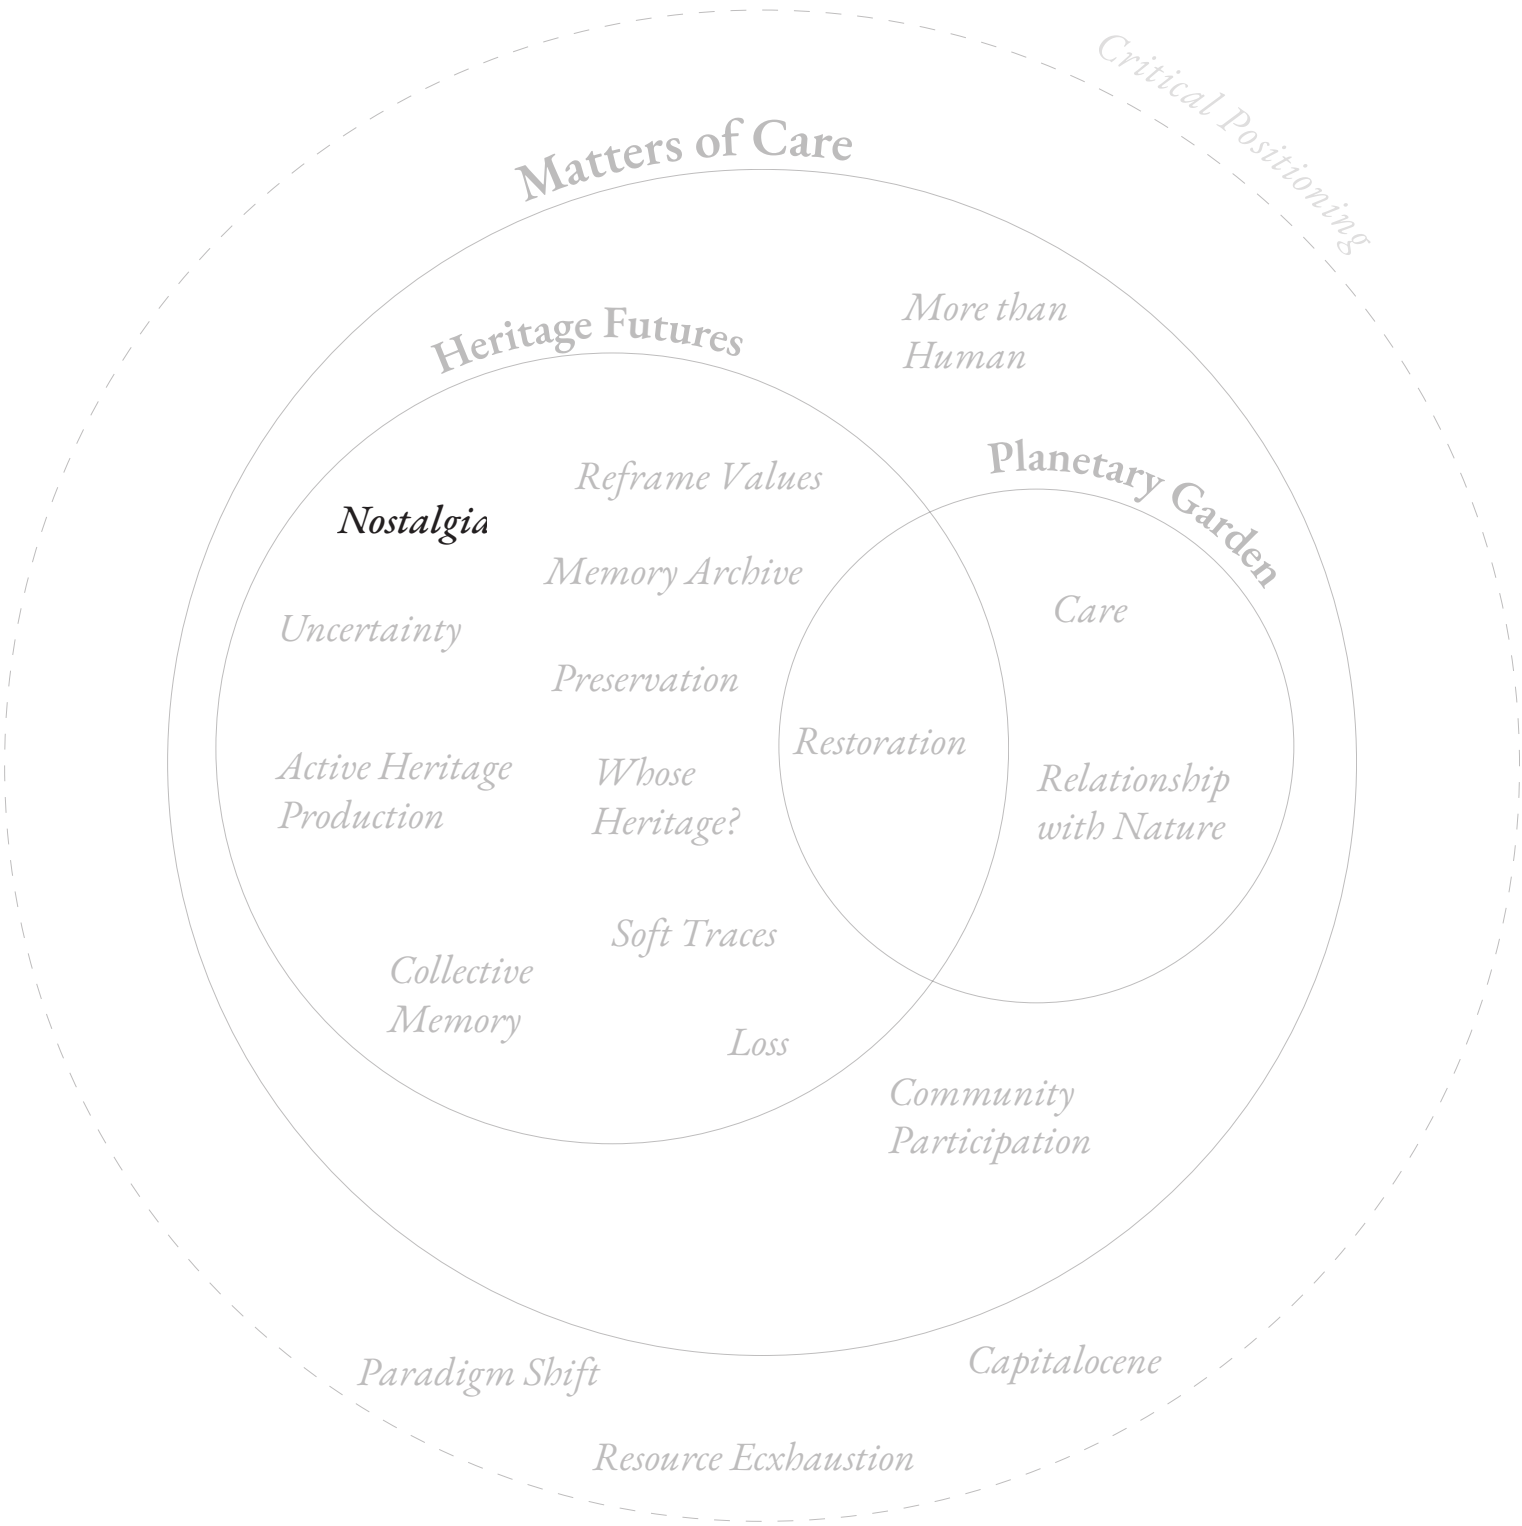 Critical Positioning
Matters of Care
More than
Human
Heritage Futures
Planetary Garden
Reframe Values
Nostalgia
Memory Archive
Care
Uncertainty
Preservation
Restoration
Active Heritage
Production
Whose
Heritage?
Relationship
with Nature
Soft Traces
Collective
Memory
Loss
Community
Participation
Paradigm Shift
Capitalocene
Resource Ecxhaustion